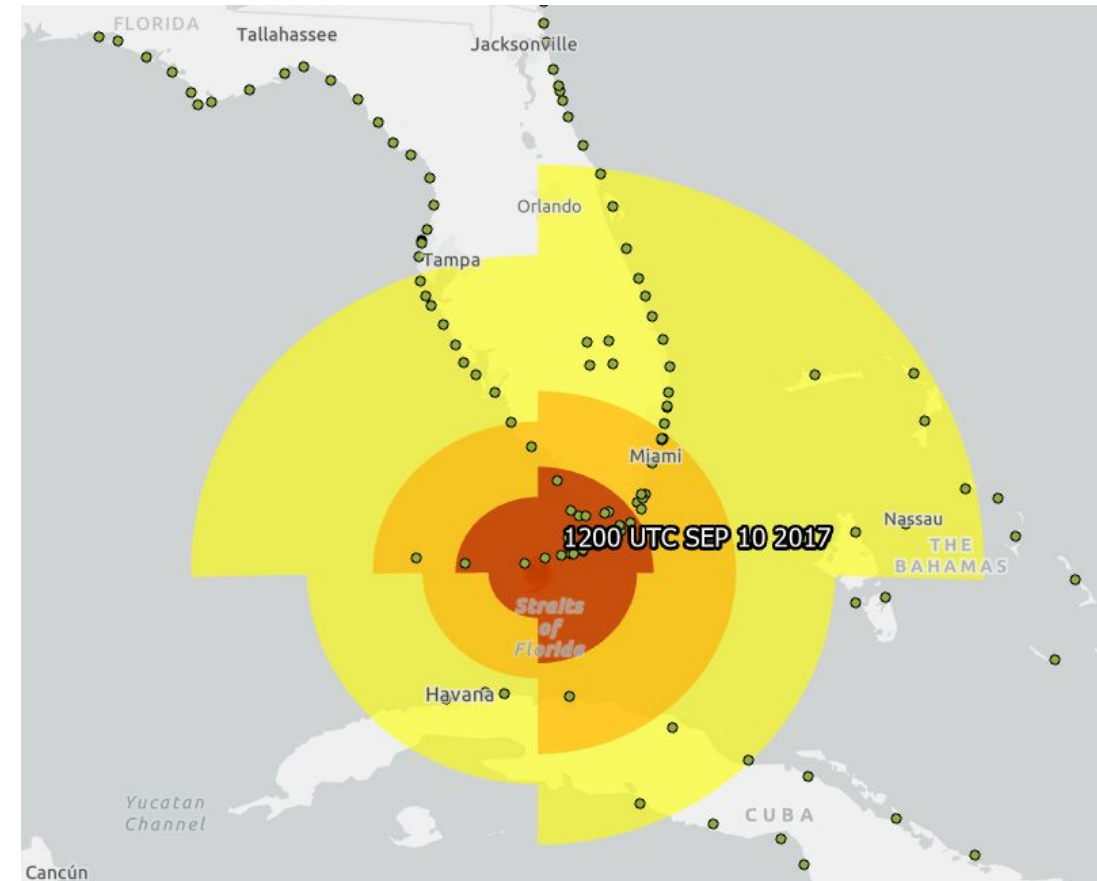 FLORIDA
Tallahassee
Jacksonville
Orlando
Tampa
Miami
Nassau
1200 UTC SEP 10 2017
THE
BAHAMAS
Straits
of
Florida
Havana
Yucatan
Channel
CUBA
Cancún